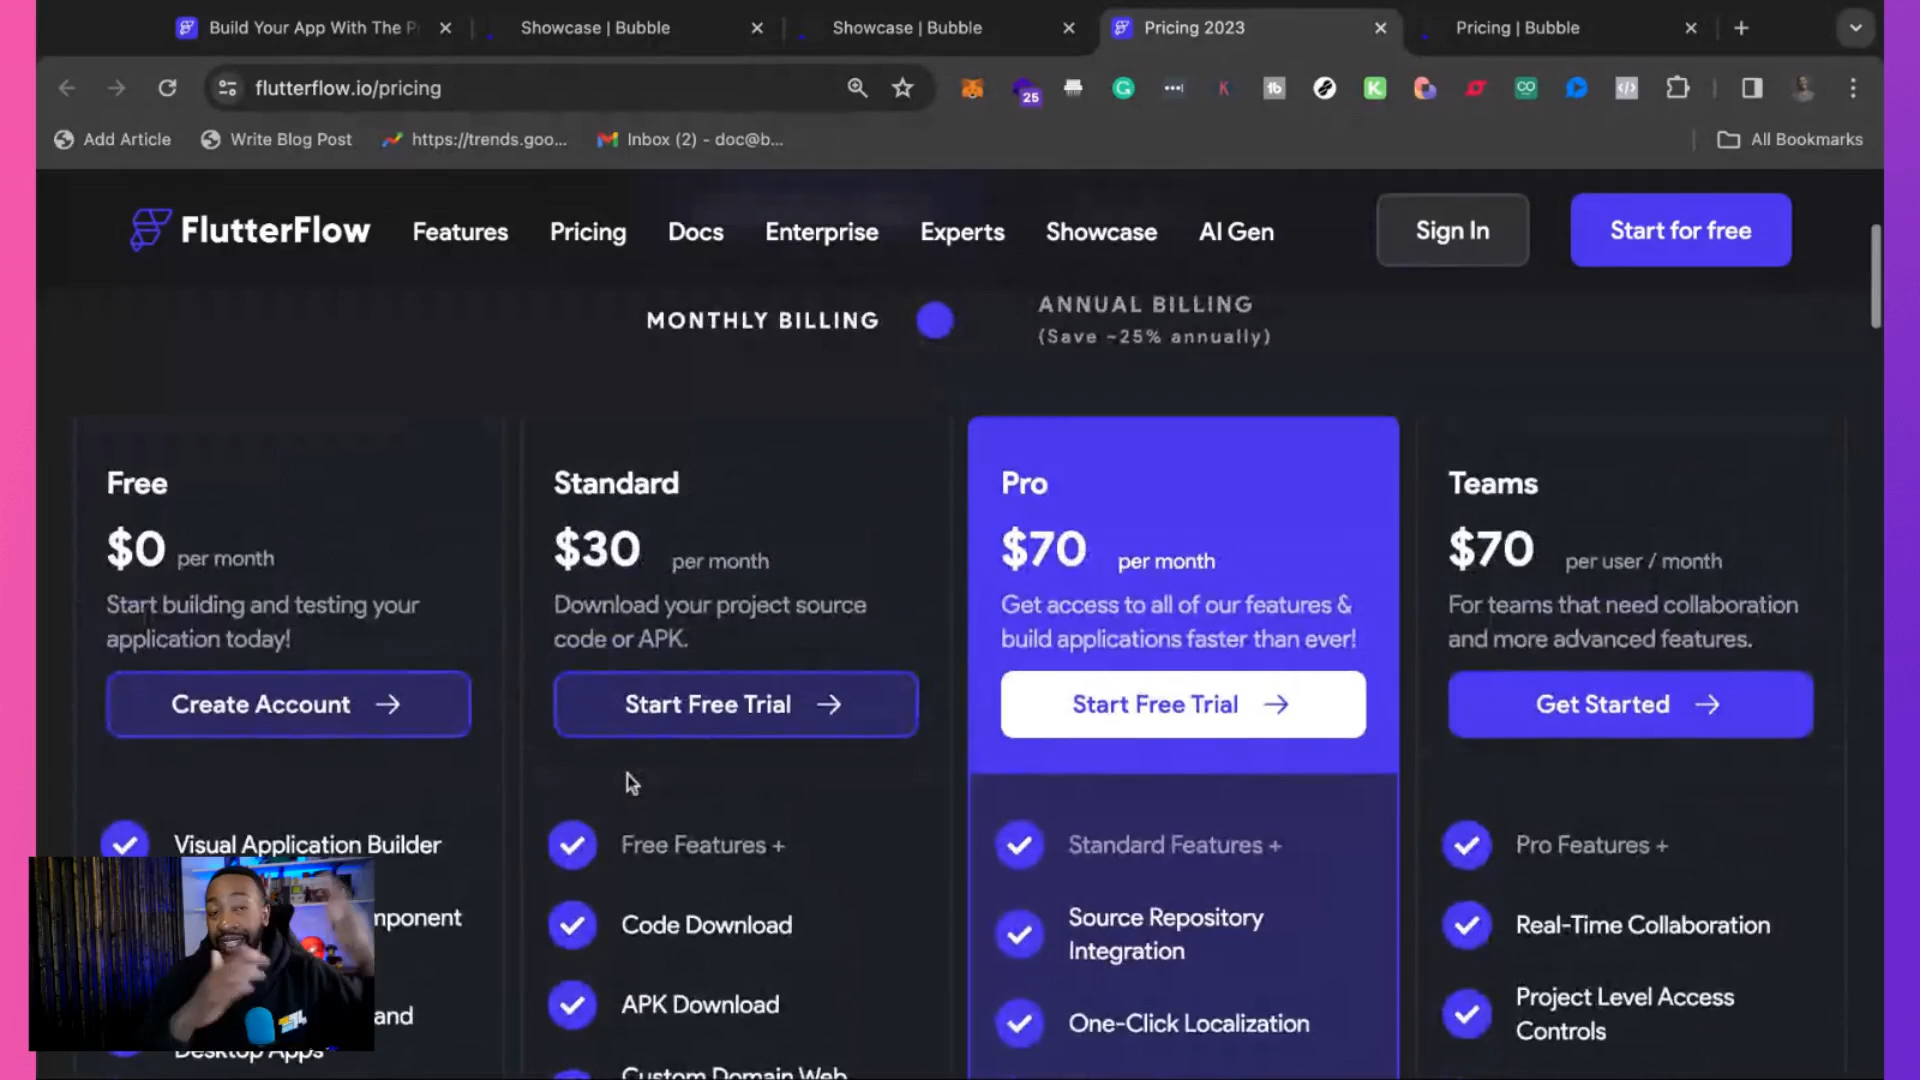 Build Your App With The P
Showcase | Bubble
Showcase | Bubble
Pricing 2023
Pricing | Bubble
flutterflow.io/pricing
25
Add Article
Write Blog Post
https://trends.goo...
Inbox (2) - doc@b...
All Bookmarks
FlutterFlow
Features
Pricing
Docs
Enterprise
Experts
Showcase
AI Gen
Sign In
Start for free
MONTHLY BILLING
ANNUAL BILLING
(Save ~25% annually)
Free
$0 per month
Start building and testing your
application today!
Create Account →
Visual Application Builder
mponent
and
Desktop Apps
Standard
$30 per month
Download your project source
code or APK.
Start Free Trial →
Free Features +
Code Download
APK Download
Custom Domain Web
Pro
$70 per month
Get access to all of our features &
build applications faster than ever!
Start Free Trial →
Standard Features +
Source Repository
Integration
One-Click Localization
Teams
$70 per user / month
For teams that need collaboration
and more advanced features.
Get Started →
Pro Features +
Real-Time Collaboration
Project Level Access
Controls